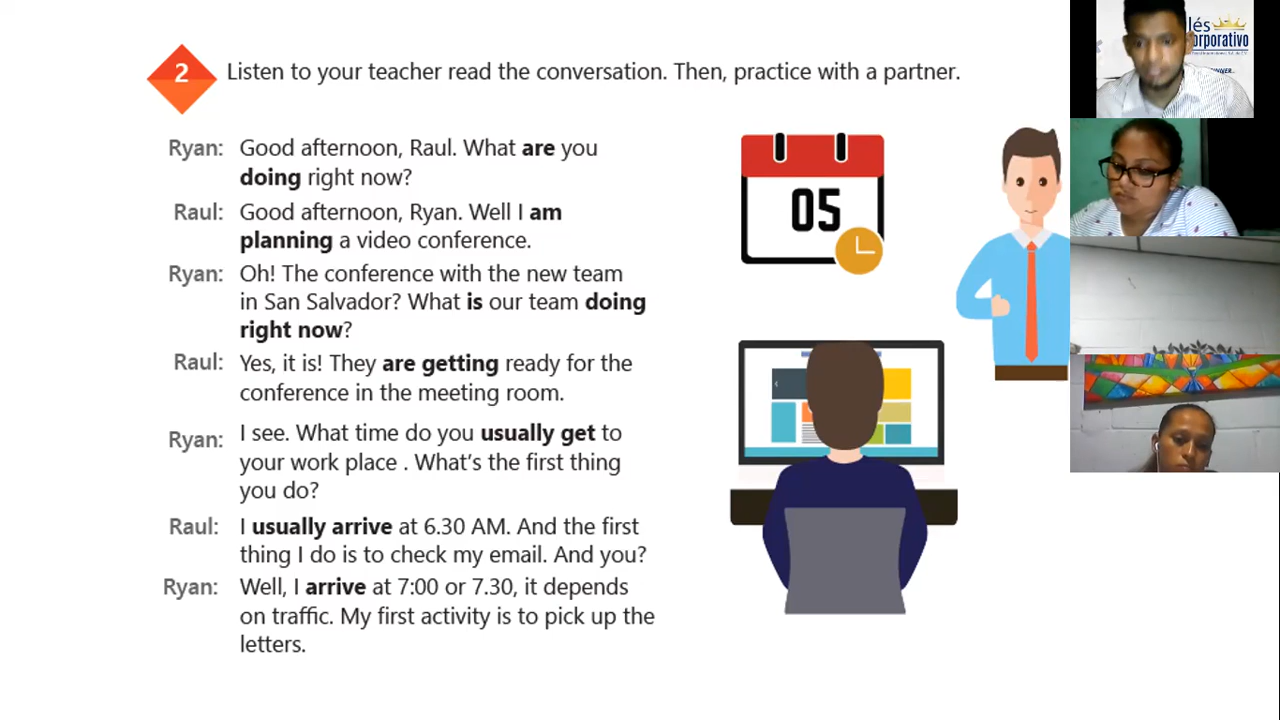 2
Listen to your teacher read the conversation. Then, practice with a partner.
Ryan: Good afternoon, Raul. What are you
doing right now?
Raul: Good afternoon, Ryan. Well I am
planning a video conference.
Ryan: Oh! The conference with the new team
in San Salvador? What is our team doing
right now?
Raul: Yes, it is! They are getting ready for the
conference in the meeting room.
Ryan: I see. What time do you usually get to
your work place . What's the first thing
you do?
Raul: I usually arrive at 6.30 AM. And the first
thing I do is to check my email. And you?
Ryan: Well, I arrive at 7:00 or 7.30, it depends
on traffic. My first activity is to pick up the
letters.
05
lés
orporativo